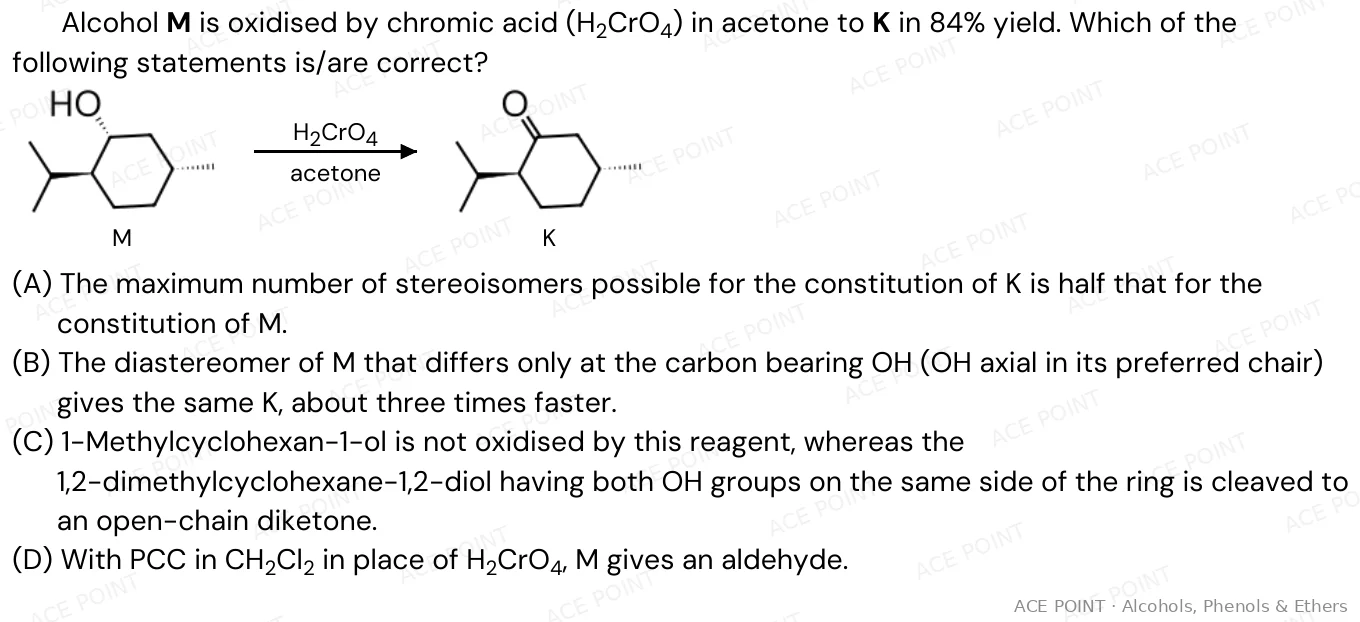 Alcohol M is oxidised by chromic acid (H₂CrO₄) in acetone to K in 84% yield. Which of the
following statements is/are correct?
HO
O
H₂CrO₄
acetone
M
K
(A) The maximum number of stereoisomers possible for the constitution of K is half that for the
constitution of M.
(B) The diastereomer of M that differs only at the carbon bearing OH (OH axial in its preferred chair)
gives the same K, about three times faster.
(C) 1-Methylcyclohexan-1-ol is not oxidised by this reagent, whereas the
1,2-dimethylcyclohexane-1,2-diol having both OH groups on the same side of the ring is cleaved to
an open-chain diketone.
(D) With PCC in CH₂Cl₂ in place of H₂CrO₄, M gives an aldehyde.
ACE POINT · Alcohols, Phenols & Ethers
ACE POINT